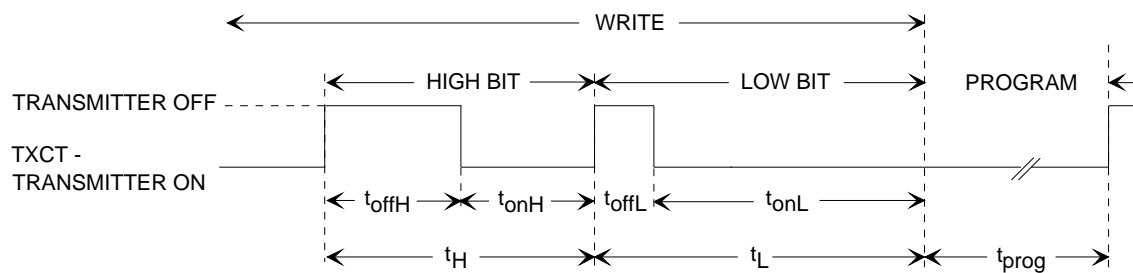 WRITE
HIGH BIT LOW BIT PROGRAM
TRANSMITTER OFF
TXCT -
TRANSMITTER ON
toffH tonH toffL tonL
tH tL tprog